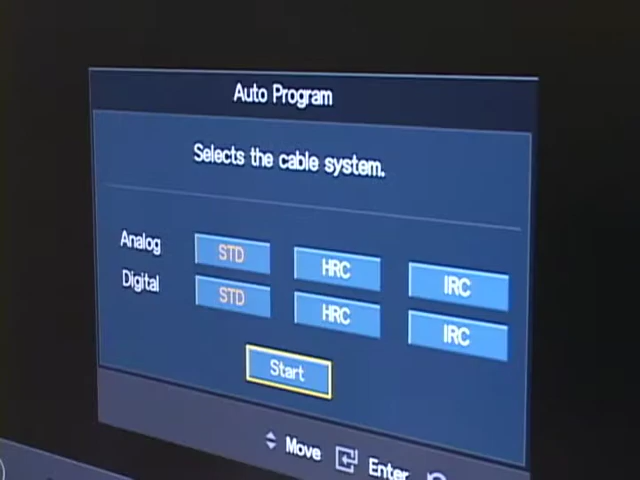 Auto Program
Selects the cable system.
Analog STD HRC IRC
Digital STD HRC IRC
Start
Move Enter